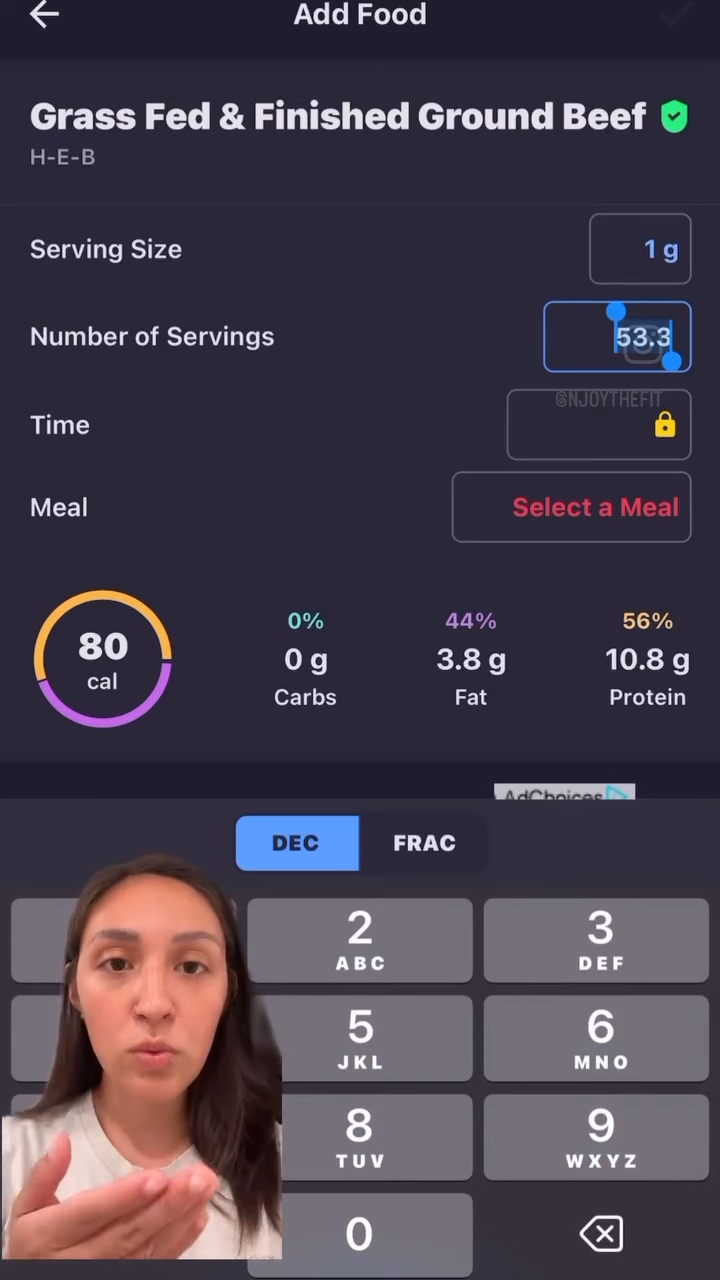 Add Food
Grass Fed & Finished Ground Beef
H-E-B
Serving Size
1 g
Number of Servings
53.3
@NJOYTHEFIT
Time
Meal
Select a Meal
80
cal
0%
0 g
Carbs
44%
3.8 g
Fat
56%
10.8 g
Protein
AdChoices
DEC
FRAC
2
ABC
3
DEF
5
JKL
6
MNO
8
TUV
9
WXYZ
0